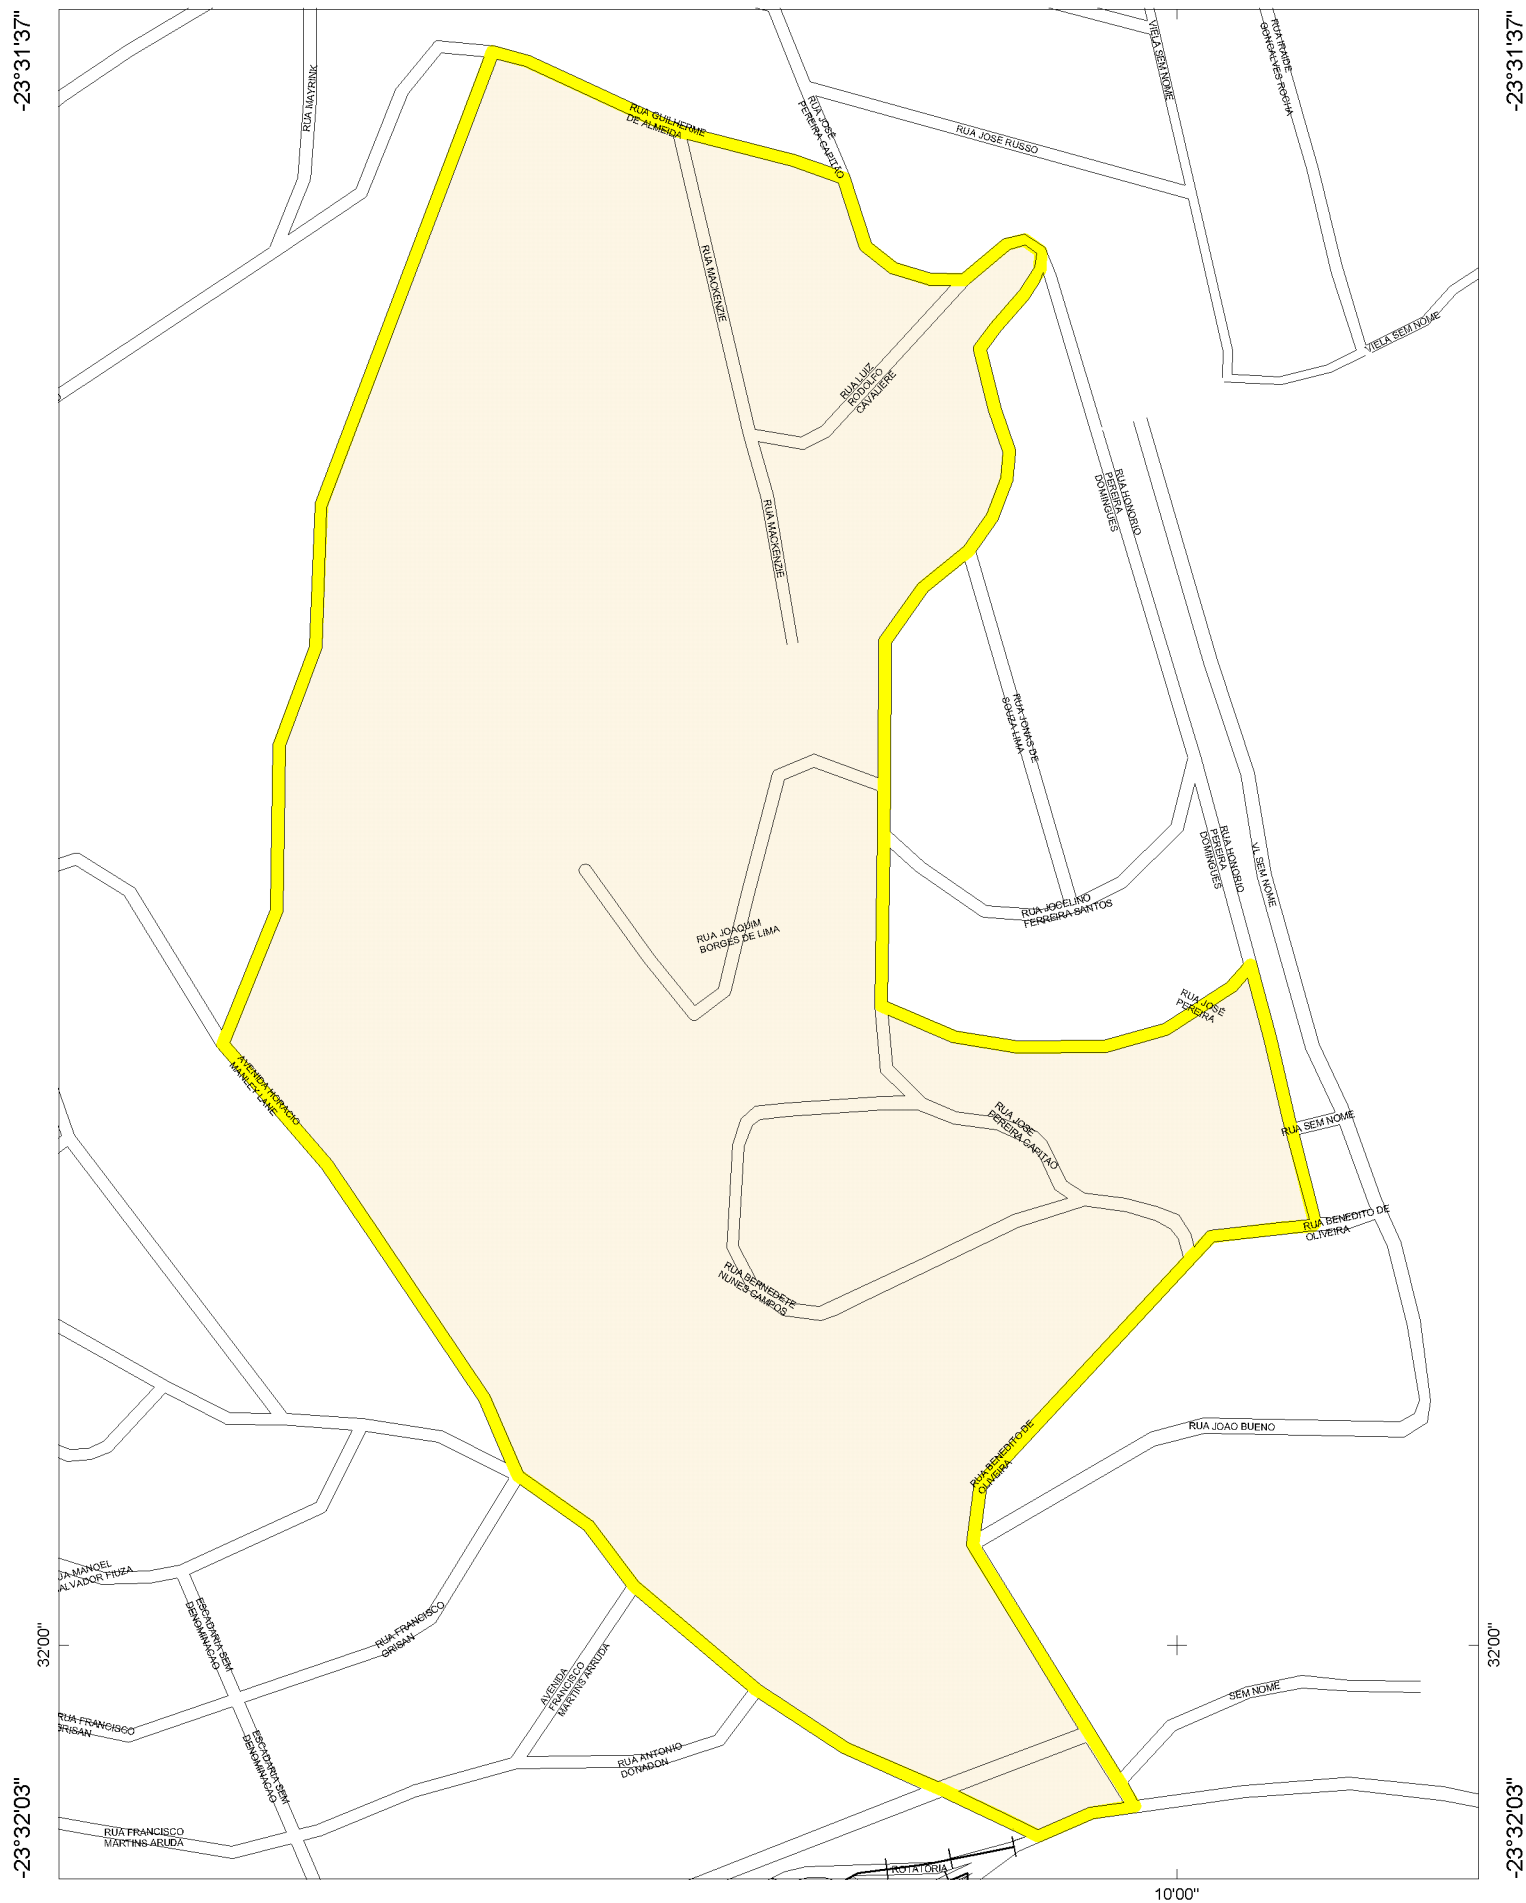 -23°31'37"
-23°31'37"
RUA MAYRINK
VIELA SEM NOME
RUA IRAIDE
GONCALVES ROCHA
RUA GUILHERME
DE ALMEIDA
RUA JOSÉ
PEREIRA CAPITÃO
RUA JOSE RUSSO
RUA MACKENZIE
VIELA SEM NOME
RUA LUIZ
RODOLFO
CAVALIERE
RUA MACKENZIE
RUA HONORIO
PEREIRA
DOMINGUES
RUA JONAS DE
SOUZA LIMA
RUA HONORIO
PEREIRA
DOMINGUES
VL SEM NOME
RUA JOCELINO
FERREIRA SANTOS
RUA JOAQUIM
BORGES DE LIMA
RUA JOSÉ
PEREIRA
AVENIDA HORACIO
MANLEY LANE
RUA JOSE
PEREIRA CAPITAO
RUA SEM NOME
RUA BENEDITO DE
OLIVEIRA
RUA BERNEDETE
NUNES CAMPOS
RUA JOAO BUENO
RUA BENEDITO DE
OLIVEIRA
UA MANOEL
ALVADOR FIUZA
ESCADARIA SEM
DENOMINACAO
RUA FRANCISCO
GRISAN
32'00"
32'00"
AVENIDA
FRANCISCO
MARTINS ARRUDA
SEM NOME
RUA FRANCISCO
GRISAN
ESCADARIA SEM
DENOMINACAO
RUA ANTONIO
DONADON
RUA FRANCISCO
MARTINS ARUDA
-23°32'03"
-23°32'03"
ROTATORIA
10'00"